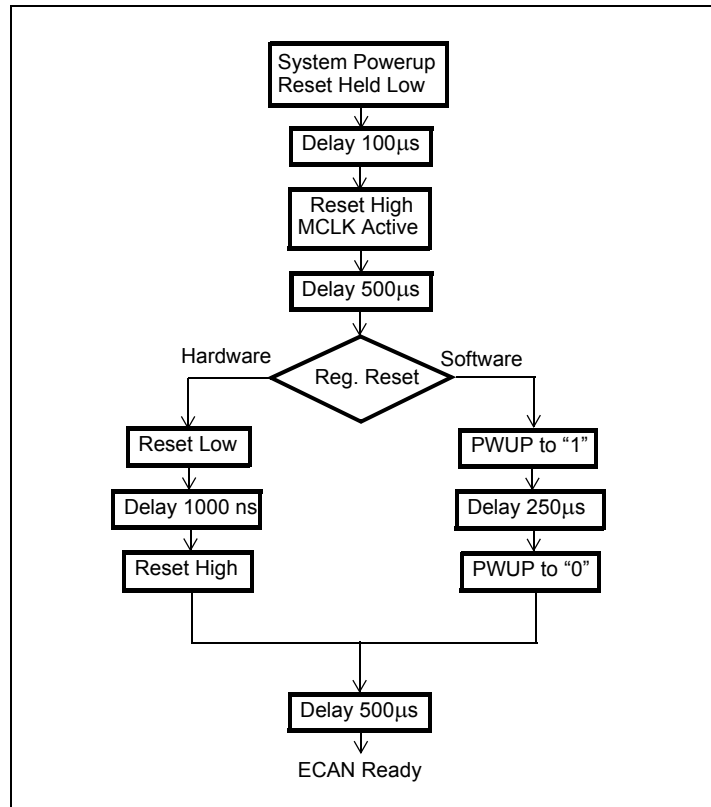 System Powerup
Reset Held Low
Delay 100μs
Reset High
MCLK Active
Delay 500μs
Hardware
Software
Reg. Reset
Reset Low
PWUP to “1”
Delay 1000 ns
Delay 250μs
Reset High
PWUP to “0”
Delay 500μs
ECAN Ready